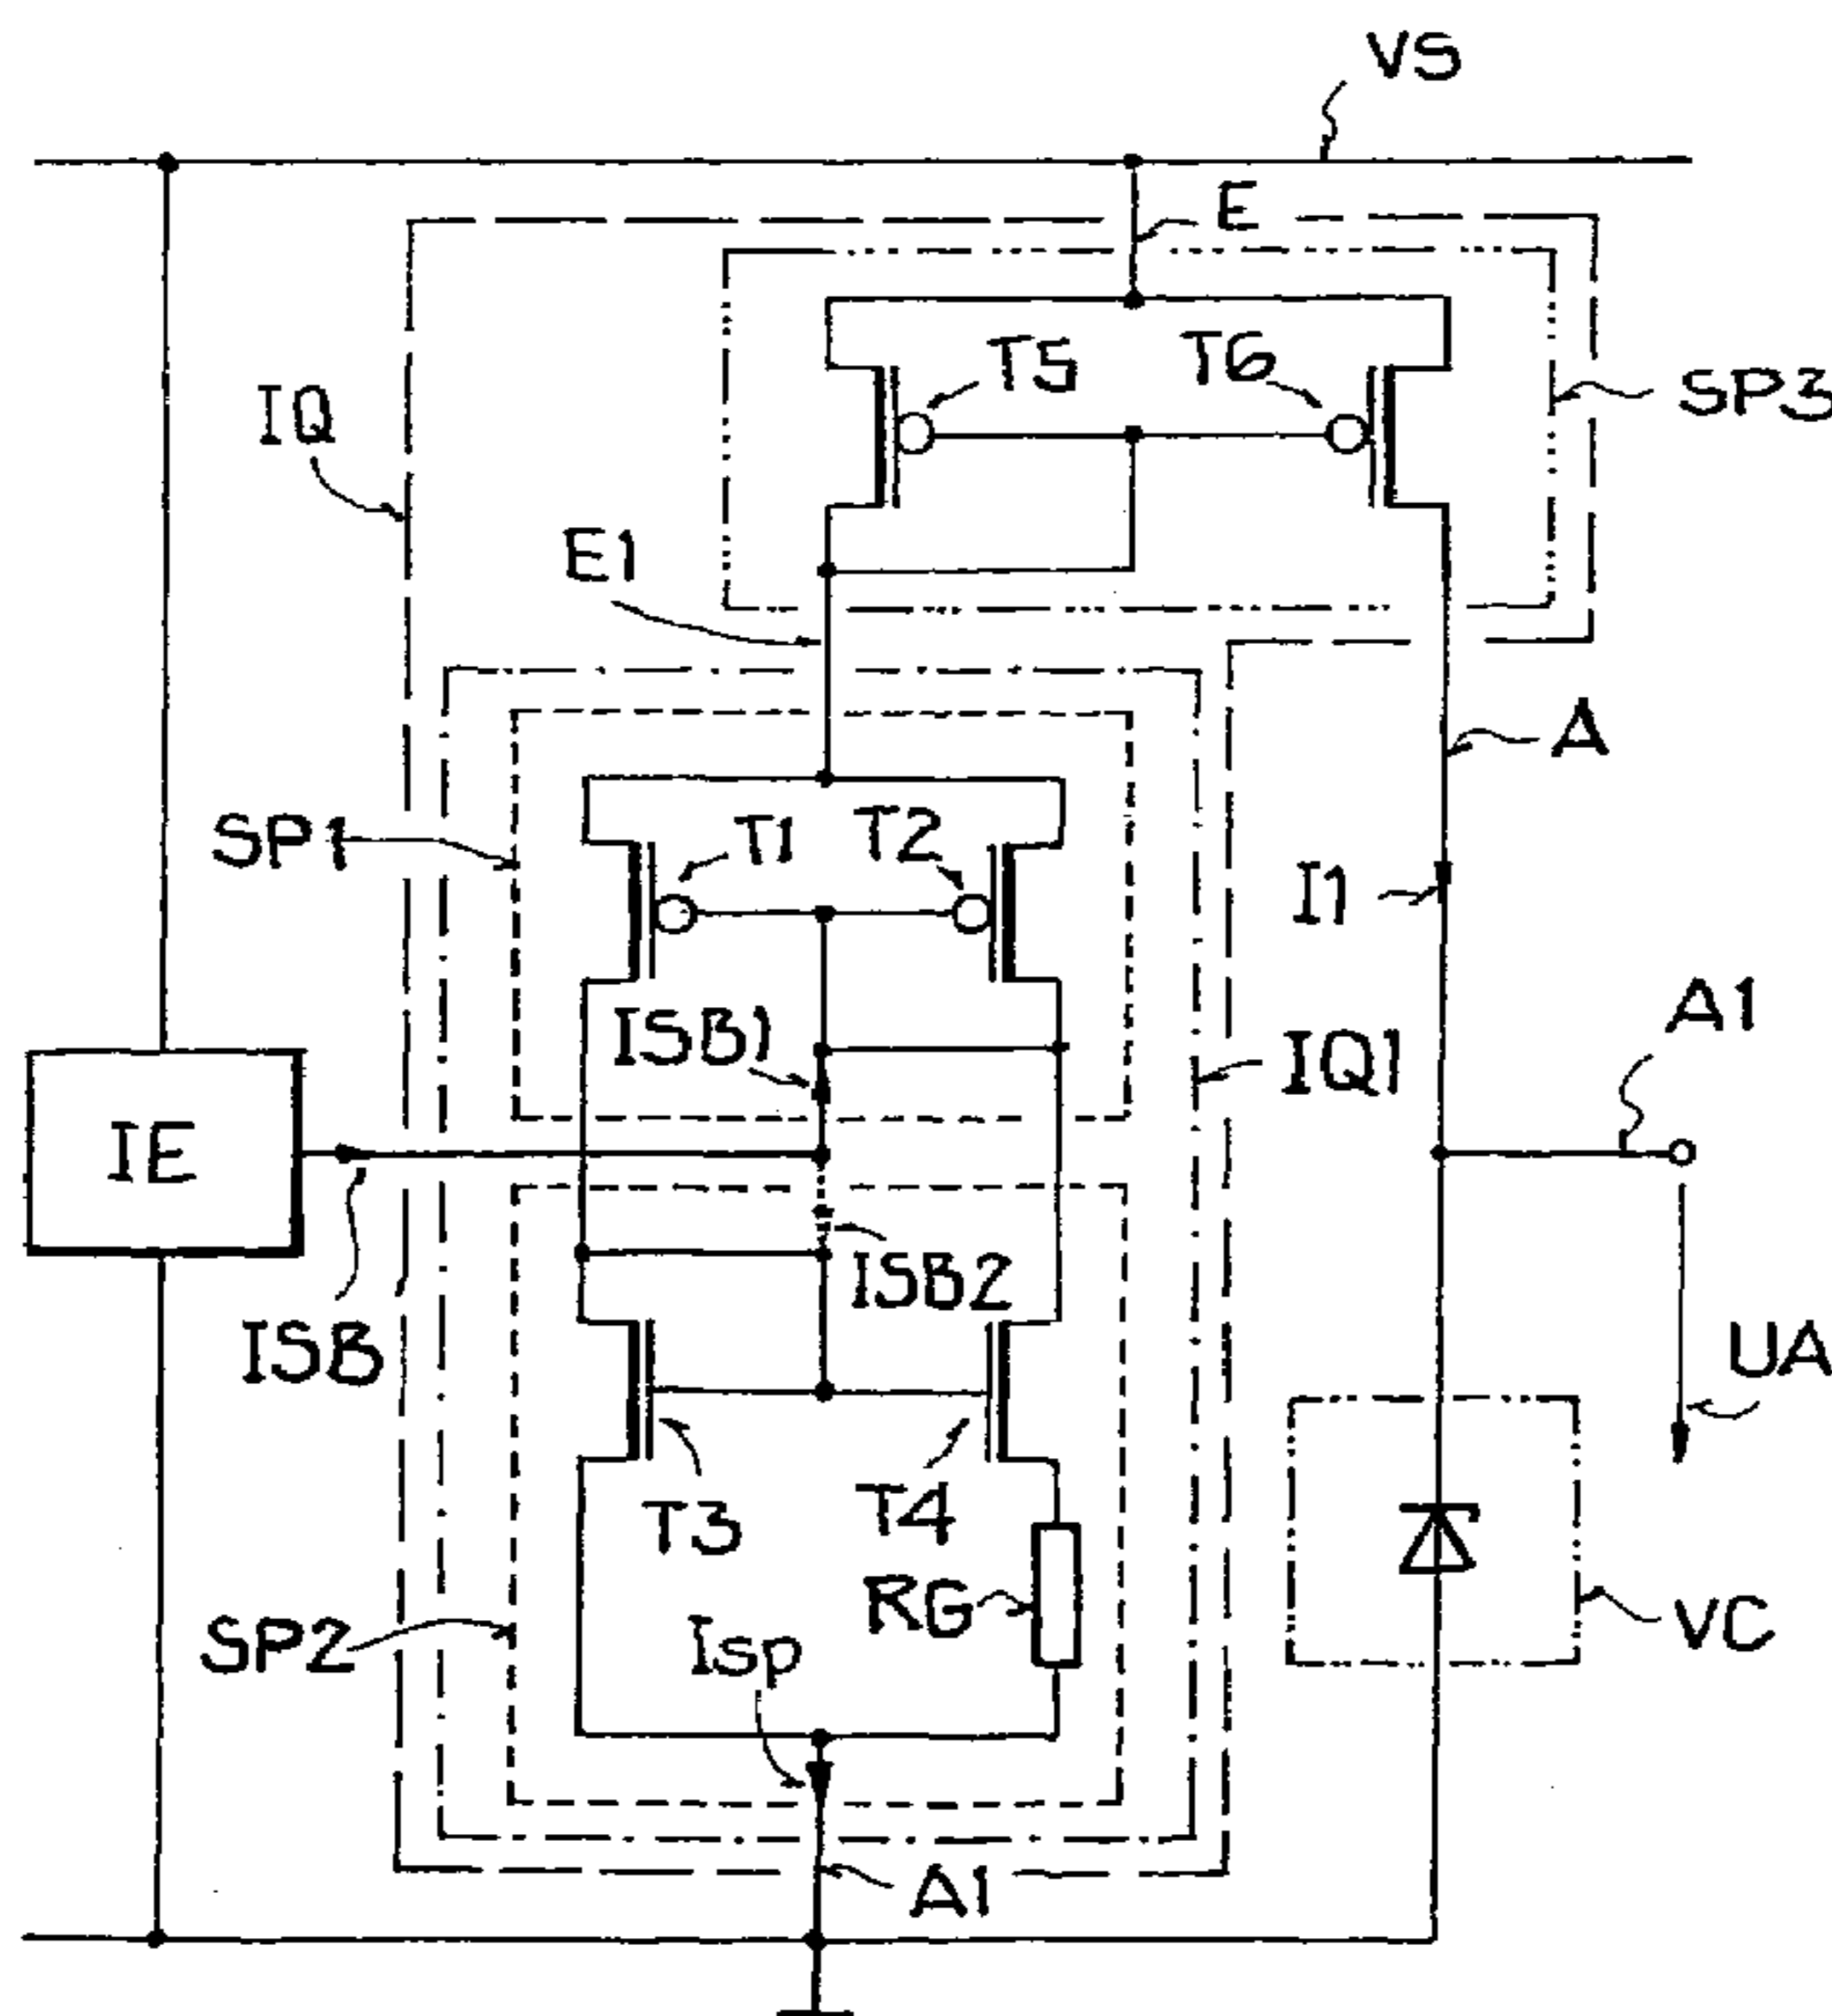 VS
E
T5
T6
SP3
IQ
E1
A
SP1
T1
T2
I1
A1
ISB1
IQ1
IE
ISB2
ISB
UA
T3
T4
RG
SP2
Isp
VC
A1